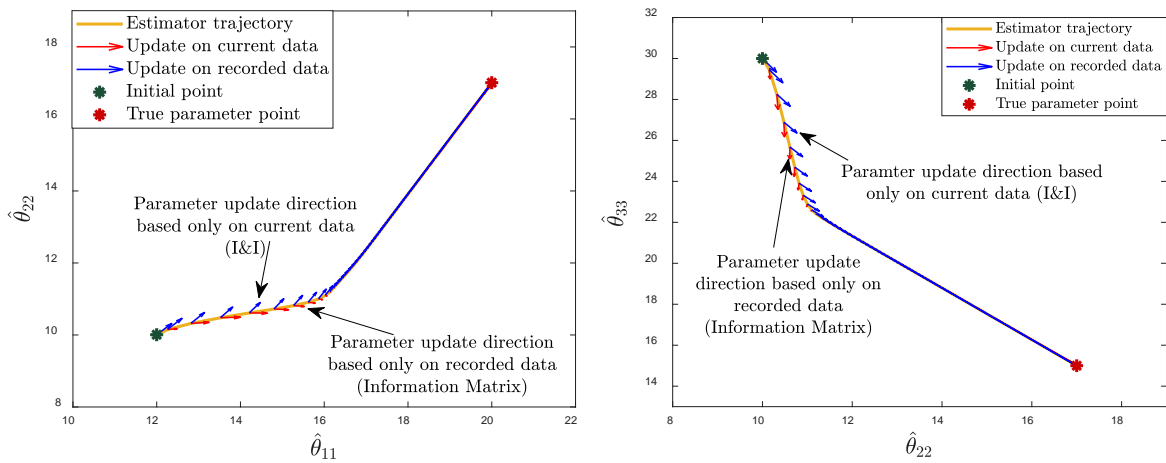 Estimator trajectory
Update on current data
Update on recorded data
Initial point
True parameter point
Parameter update direction
based only on current data
(I&I)
Parameter update direction
based only on recorded data
(Information Matrix)
18
16
14
12
10
8
10
12
14
16
18
20
22
θ̂22
θ̂11
Estimator trajectory
Update on current data
Update on recorded data
Initial point
True parameter point
Paramter update direction based
only on current data (I&I)
Parameter update
direction based only on
recorded data
(Information Matrix)
32
30
28
26
24
22
20
18
16
14
8
10
12
14
16
18
θ̂33
θ̂22